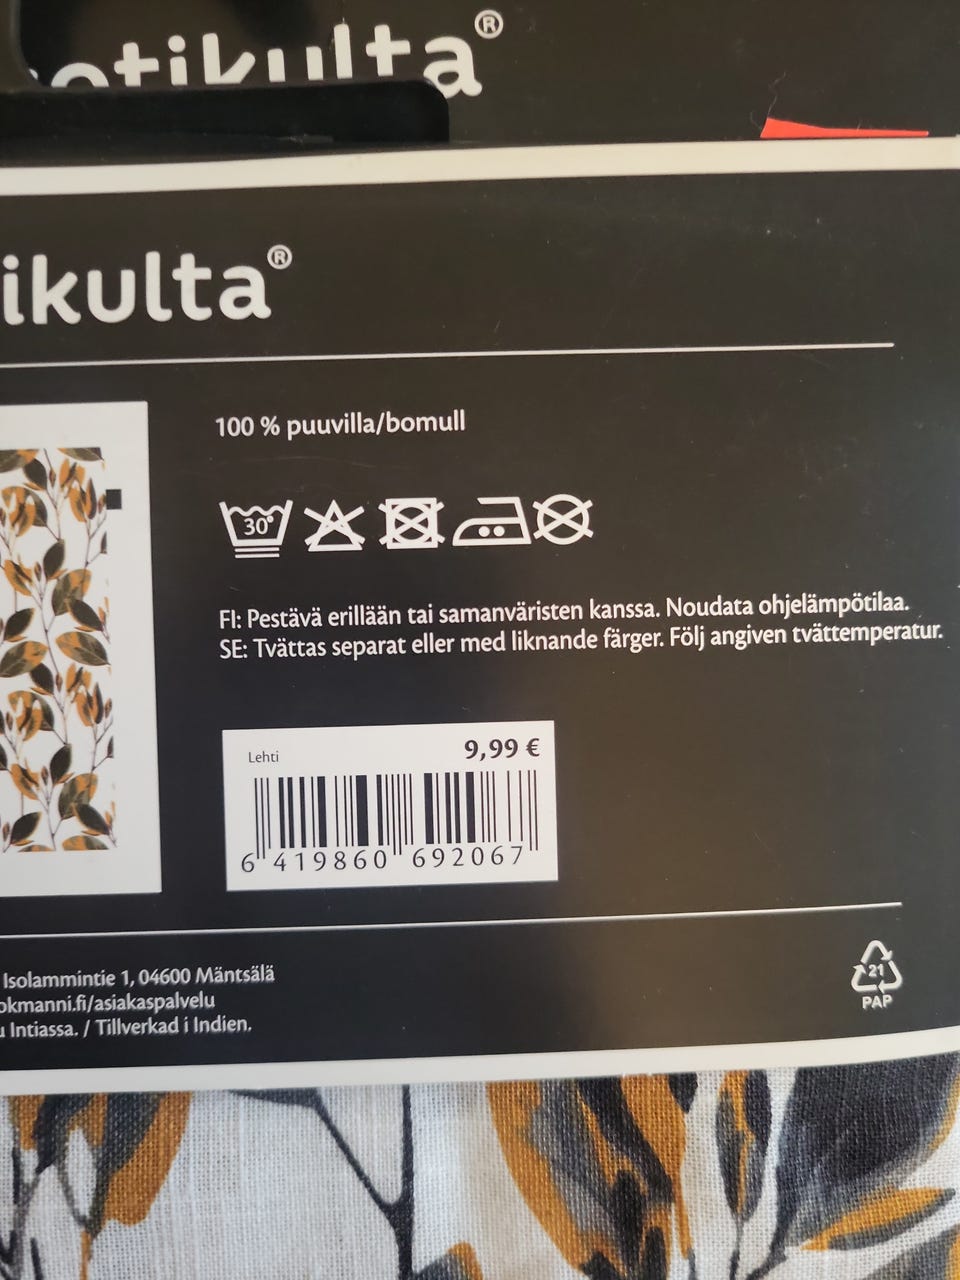 otikulta®
ikulta®
100 % puuvilla/bomull
30°
FI: Pestävä erillään tai samanväristen kanssa. Noudata ohjelämpötilaa.
SE: Tvättas separat eller med liknande färger. Följ angiven tvättemperatur.
Lehti
9,99 €
6 419860 692067
Isolammintie 1, 04600 Mäntsälä
okmanni.fi/asiakaspalvelu
u Intiassa. / Tillverkad i Indien.
21
PAP